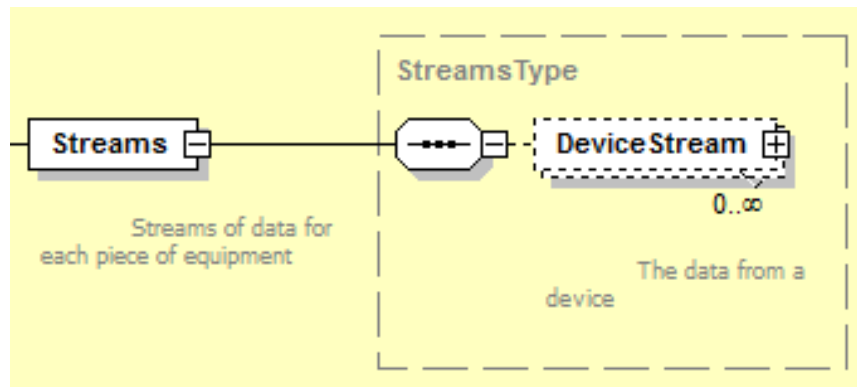 StreamsType
Streams
DeviceStream
0..∞
Streams of data for
each piece of equipment
The data from a
device